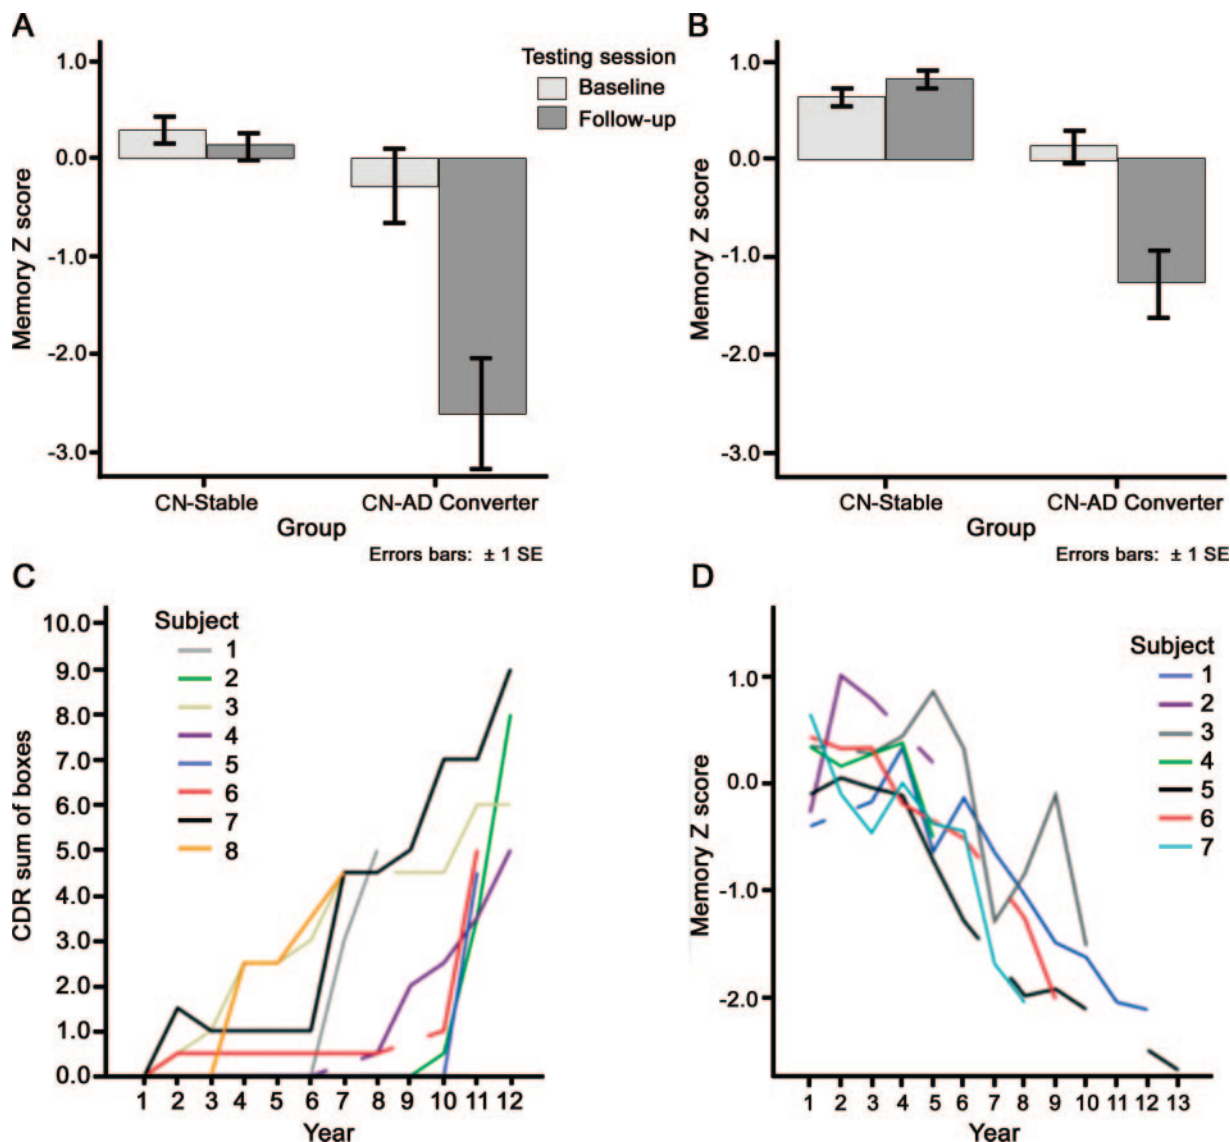 A
Testing session
Baseline
Follow-up
Memory Z score
1.0
0.0
-1.0
-2.0
-3.0
CN-Stable
CN-AD Converter
Group
Errors bars: ± 1 SE
B
Memory Z score
1.0
0.0
-1.0
-2.0
-3.0
CN-Stable
CN-AD Converter
Group
Errors bars: ± 1 SE
C
CDR sum of boxes
10.0
9.0
8.0
7.0
6.0
5.0
4.0
3.0
2.0
1.0
0.0
Subject
1
2
3
4
5
6
7
8
1 2 3 4 5 6 7 8 9 10 11 12
Year
D
Memory Z score
1.0
0.0
-1.0
-2.0
Subject
1
2
3
4
5
6
7
1 2 3 4 5 6 7 8 9 10 11 12 13
Year